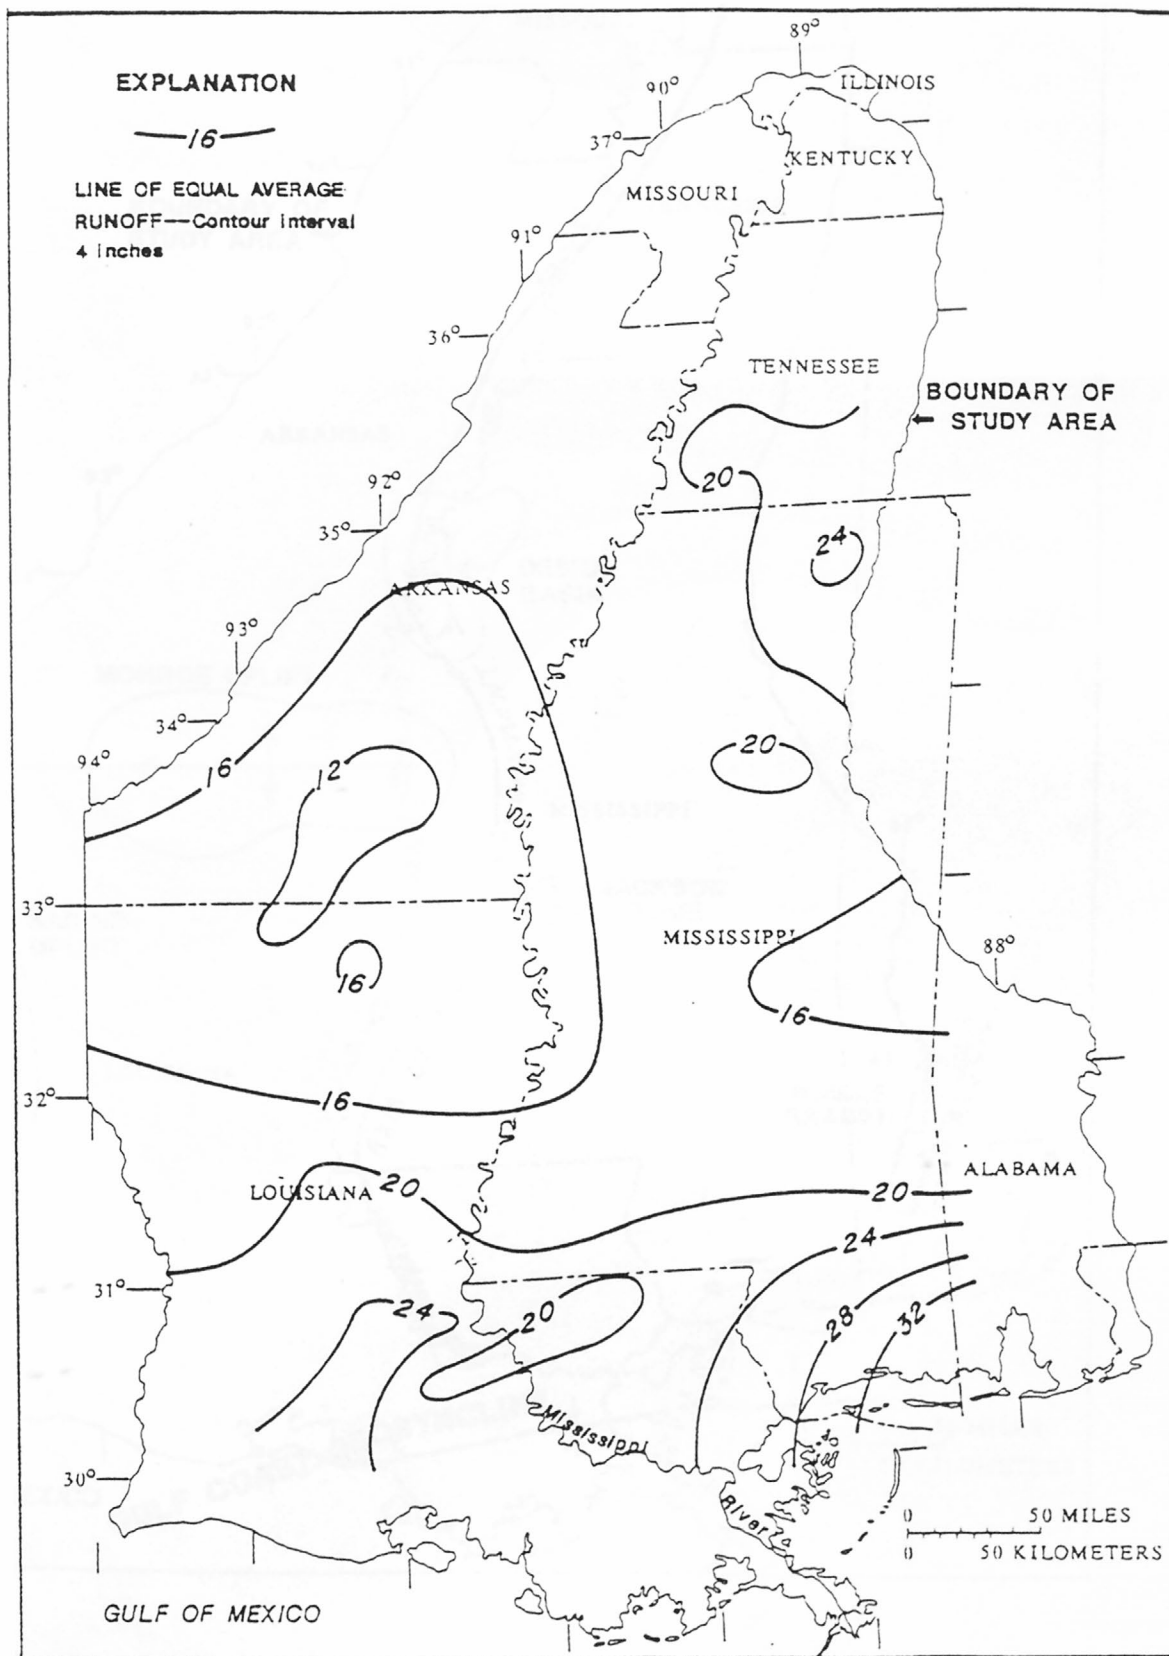 EXPLANATION
16
LINE OF EQUAL AVERAGE
RUNOFF--Contour Interval
4 Inches
89°
90°
ILLINOIS
37°
KENTUCKY
MISSOURI
91°
36°
TENNESSEE
BOUNDARY OF
← STUDY AREA
92°
20
35°
24
ARKANSAS
93°
34°
94°
16
12
20
33°
MISSISSIPPI
88°
16
16
32°
16
ALABAMA
LOUISIANA
20
20
24
31°
24
20
28
32
Mississippi
River
30°
0 50 MILES
0 50 KILOMETERS
GULF OF MEXICO